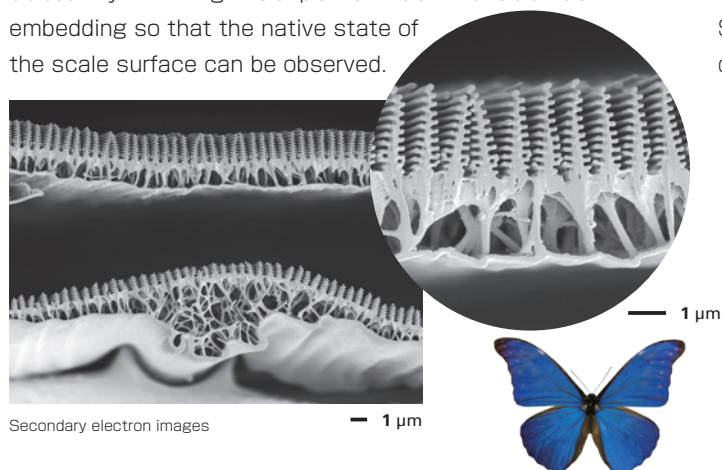 embedding so that the native state of
the scale surface can be observed.
1 μm
Secondary electron images
1 μm